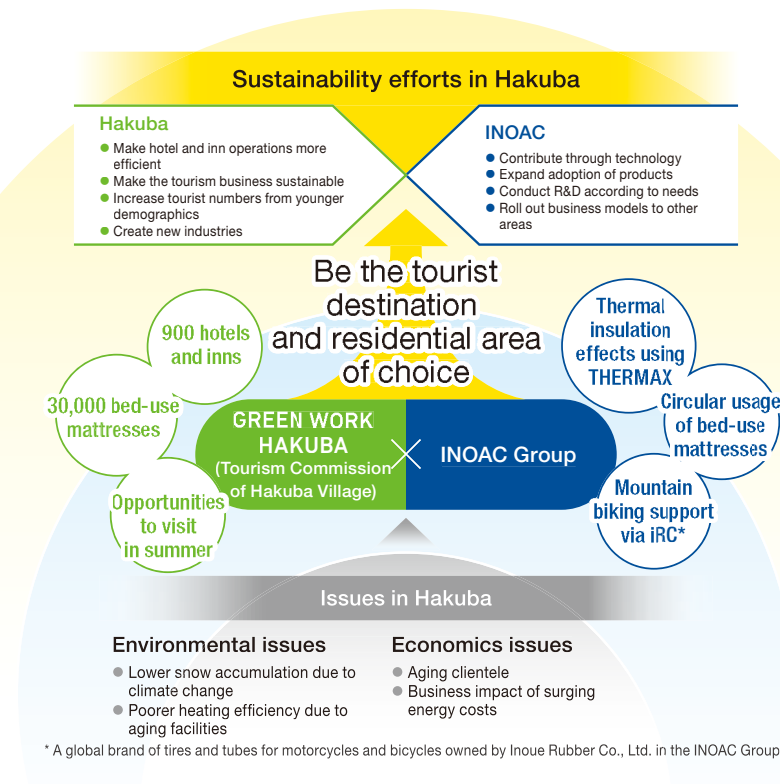 Sustainability efforts in Hakuba
Hakuba
● Make hotel and inn operations more
efficient
● Make the tourism business sustainable
● Increase tourist numbers from younger
demographics
● Create new industries
INOAC
● Contribute through technology
● Expand adoption of products
● Conduct R&D according to needs
● Roll out business models to other
areas
Be the tourist
destination
and residential area
of choice
900 hotels
and inns
30,000 bed-use
mattresses
Opportunities
to visit
in summer
GREEN WORK
HAKUBA
(Tourism Commission
of Hakuba Village)
INOAC Group
Thermal
insulation
effects using
THERMAX
Circular usage
of bed-use
mattresses
Mountain
biking support
via iRC*
Issues in Hakuba
Environmental issues
● Lower snow accumulation due to
climate change
● Poorer heating efficiency due to
aging facilities
Economics issues
● Aging clientele
● Business impact of surging
energy costs
* A global brand of tires and tubes for motorcycles and bicycles owned by Inoue Rubber Co., Ltd. in the INOAC Group